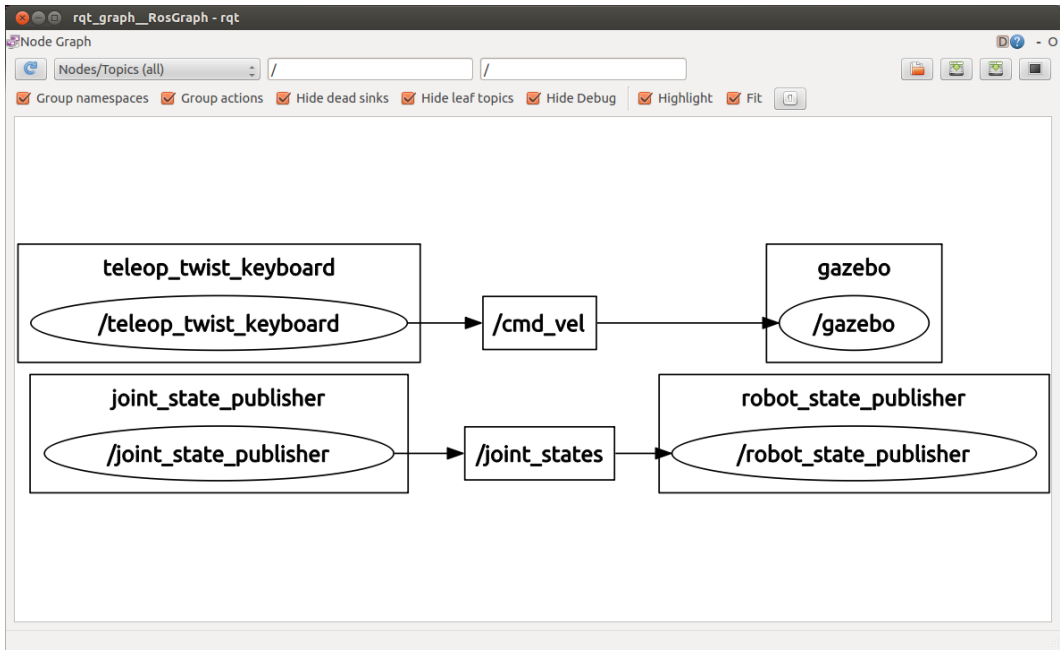 rqt_graph__RosGraph - rqt
Node Graph
D ? - O
Nodes/Topics (all) / /
Group namespaces Group actions Hide dead sinks Hide leaf topics Hide Debug Highlight Fit
teleop_twist_keyboard gazebo
/teleop_twist_keyboard /cmd_vel /gazebo
joint_state_publisher robot_state_publisher
/joint_state_publisher /joint_states /robot_state_publisher